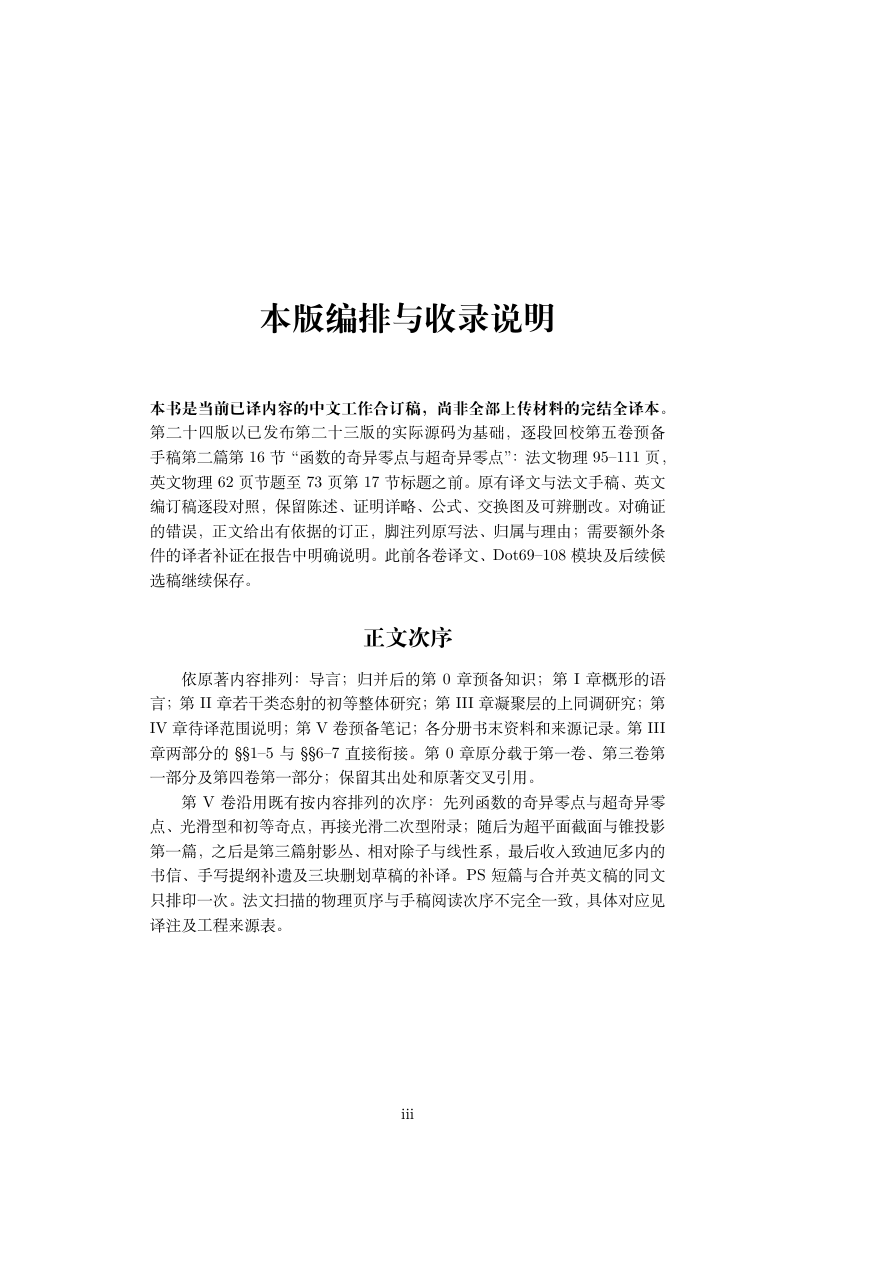 本版编排与收录说明
本书是当前已译内容的中文工作合订稿，尚非全部上传材料的完结全译本。
第二十四版以已发布第二十三版的实际源码为基础，逐段回校第五卷预备
手稿第二篇第 16 节 “函数的奇异零点与超奇异零点”：法文物理 95–111 页，
英文物理 62 页节题至 73 页第 17 节标题之前。原有译文与法文手稿、英文
编订稿逐段对照，保留陈述、证明详略、公式、交换图及可辨删改。对确证
的错误，正文给出有依据的订正，脚注列原写法、归属与理由；需要额外条
件的译者补证在报告中明确说明。此前各卷译文、Dot69–108 模块及后续候
选稿继续保存。
正文次序
依原著内容排列：导言；归并后的第 0 章预备知识；第 I 章概形的语
言；第 II 章若干类态射的初等整体研究；第 III 章凝聚层的上同调研究；第
IV 章待译范围说明；第 V 卷预备笔记；各分册书末资料和来源记录。第 III
章两部分的 §§1–5 与 §§6–7 直接衔接。第 0 章原分载于第一卷、第三卷第
一部分及第四卷第一部分；保留其出处和原著交叉引用。
第 V 卷沿用既有按内容排列的次序：先列函数的奇异零点与超奇异零
点、光滑型和初等奇点，再接光滑二次型附录；随后为超平面截面与锥投影
第一篇，之后是第三篇射影丛、相对除子与线性系，最后收入致迪厄多内的
书信、手写提纲补遗及三块删划草稿的补译。PS 短篇与合并英文稿的同文
只排印一次。法文扫描的物理页序与手稿阅读次序不完全一致，具体对应见
译注及工程来源表。
iii